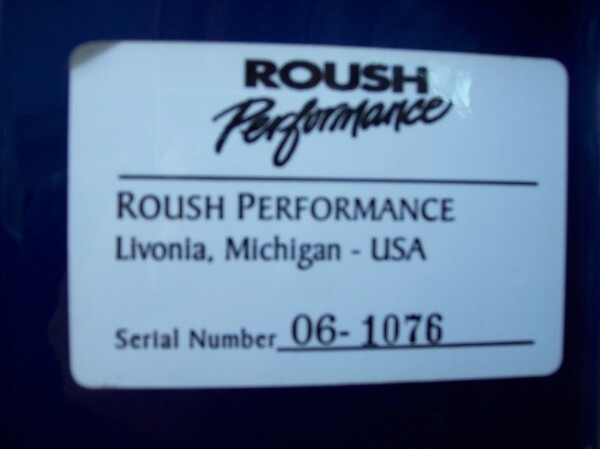 ROUSH
Performance
ROUSH PERFORMANCE
Livonia, Michigan - USA
Serial Number 06-1076